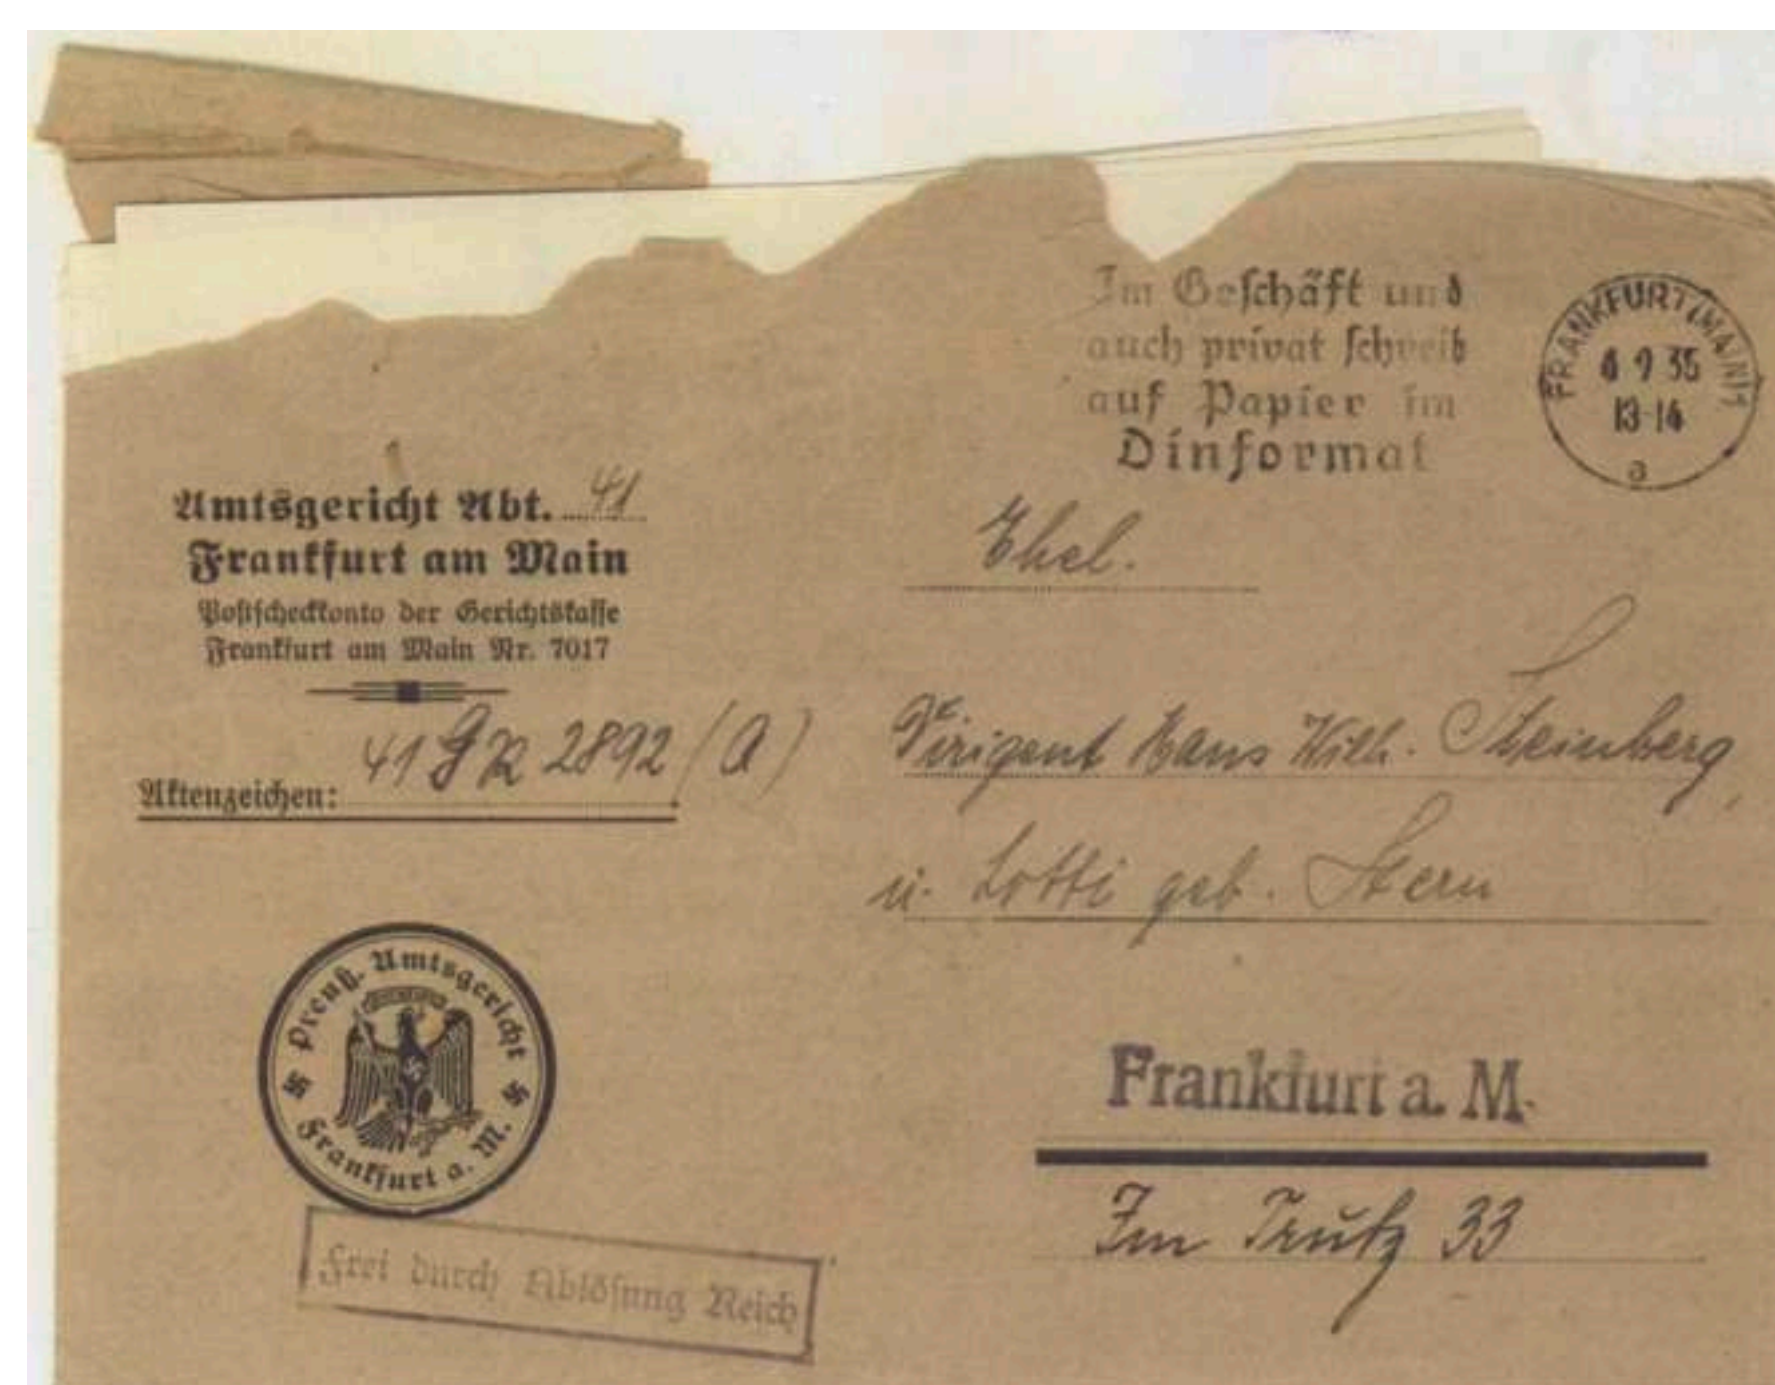 Im Geschäft und
auch privat schreib
auf Papier im
Dinformat
FRANKFURT (MAIN) 1
9 35
13-14
a
Amtsgericht Abt. 41
Frankfurt am Main
Postscheckkonto der Gerichtskasse
Frankfurt am Main Nr. 7017
Aktenzeichen: 41 GR 2892 (A)
Ehel.
Dirigent Hans Wilh. Steinberg,
u. Lotti geb. Stern
Frankfurt a. M.
Im Trutz 33
Preuß. Amtsgericht
Frankfurt a. M.
Frei durch Ablösung Reich